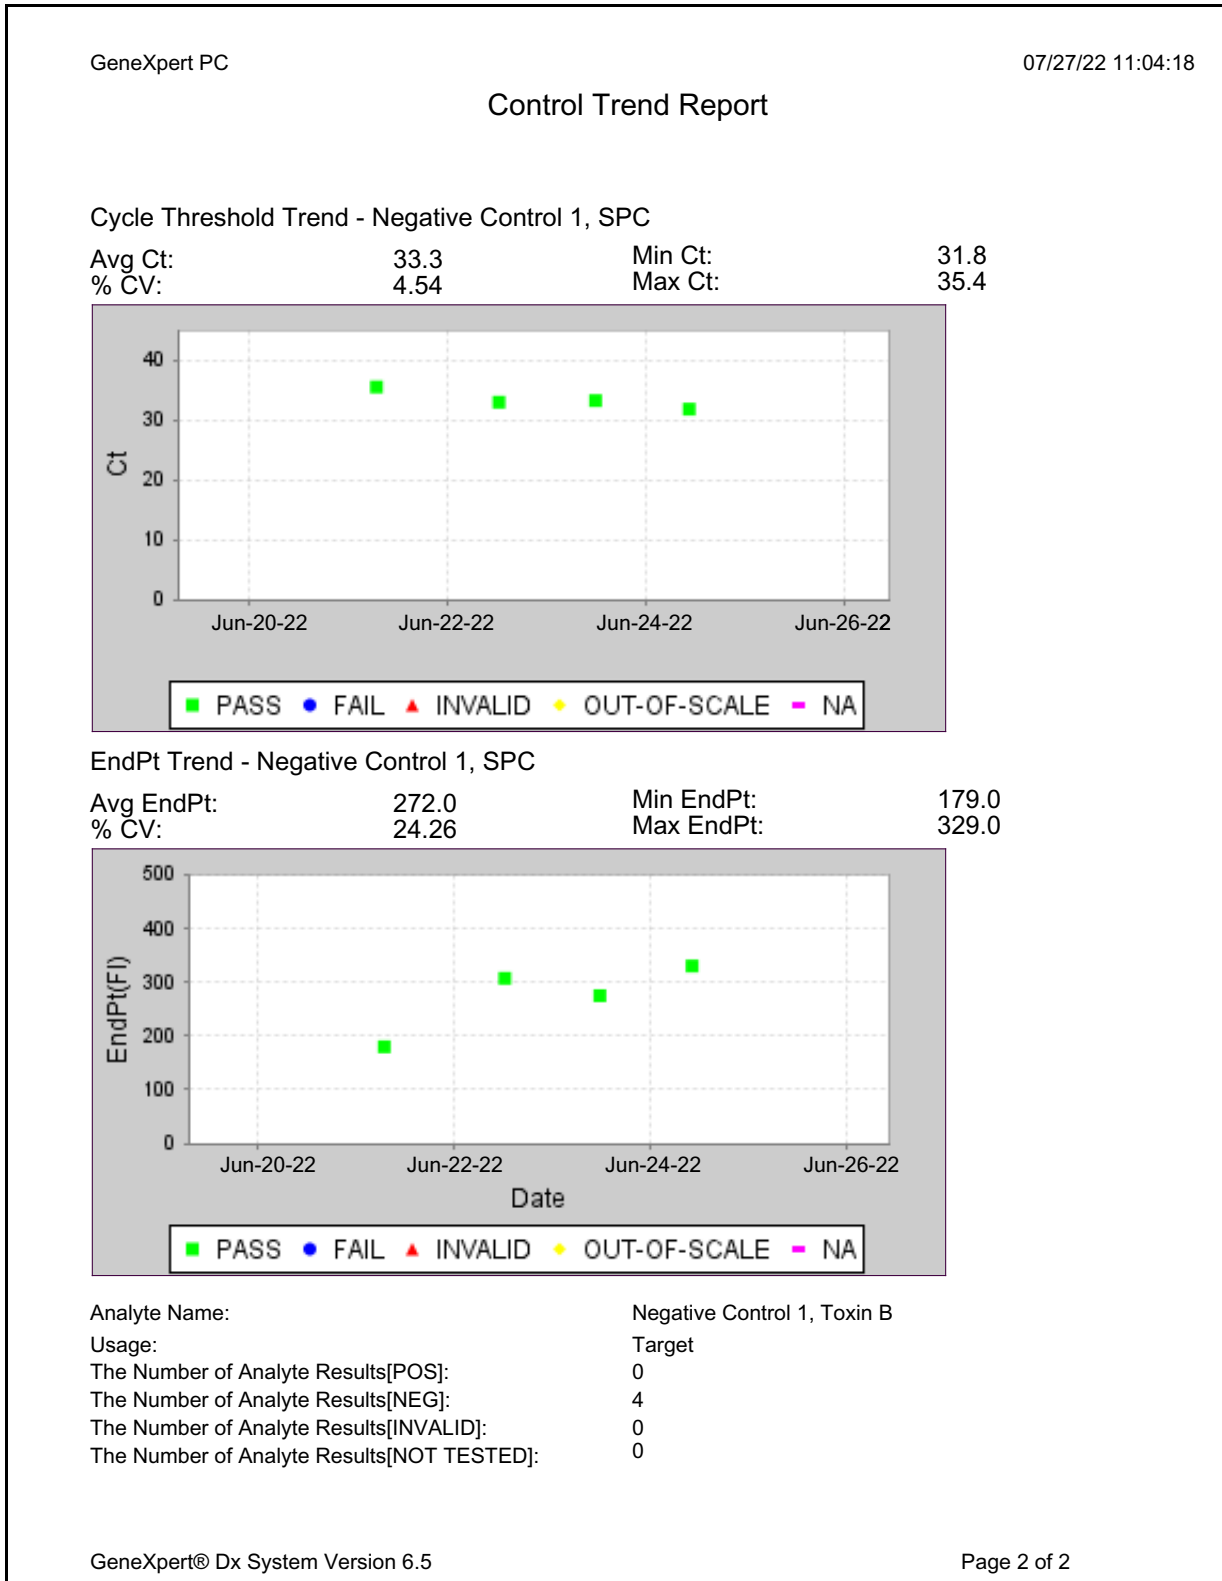 GeneXpert PC 07/27/22 11:04:18
Control Trend Report
Cycle Threshold Trend - Negative Control 1, SPC
Avg Ct: 33.3 Min Ct: 31.8
% CV: 4.54 Max Ct: 35.4
40
30
Ct
20
10
0
Jun-20-22 Jun-22-22 Jun-24-22 Jun-26-22
PASS FAIL INVALID OUT-OF-SCALE NA
EndPt Trend - Negative Control 1, SPC
Avg EndPt: 272.0 Min EndPt: 179.0
% CV: 24.26 Max EndPt: 329.0
500
400
300
EndPt(Fl)
200
100
0
Jun-20-22 Jun-22-22 Jun-24-22 Jun-26-22
Date
PASS FAIL INVALID OUT-OF-SCALE NA
Analyte Name: Negative Control 1, Toxin B
Usage: Target
The Number of Analyte Results[POS]: 0
The Number of Analyte Results[NEG]: 4
The Number of Analyte Results[INVALID]: 0
The Number of Analyte Results[NOT TESTED]: 0
GeneXpert® Dx System Version 6.5 Page 2 of 2